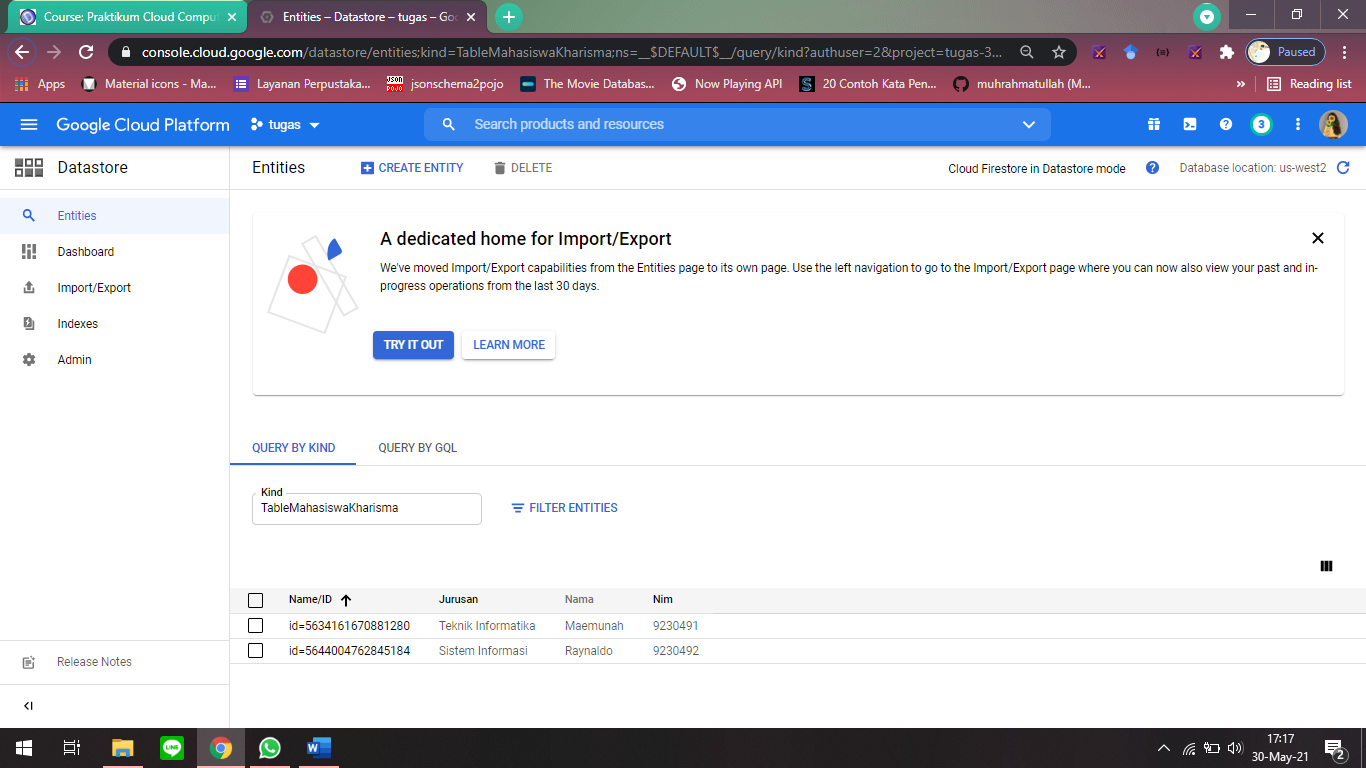 Course: Praktikum Cloud Comput
Entities – Datastore – tugas – Goo
console.cloud.google.com/datastore/entities;kind=TableMahasiswaKharisma;ns=__$DEFAULT$__/query/kind?authuser=2&project=tugas-3...
Paused
Apps
Material icons - Ma...
Layanan Perpustaka...
JSON POJO
jsonschema2pojo
The Movie Databas...
Now Playing API
S
20 Contoh Kata Pen...
muhrahmatullah (M...
»
Reading list
Google Cloud Platform
tugas
Search products and resources
3
Datastore
Entities
CREATE ENTITY
DELETE
Cloud Firestore in Datastore mode
Database location: us-west2
Entities
Dashboard
Import/Export
Indexes
Admin
A dedicated home for Import/Export
We've moved Import/Export capabilities from the Entities page to its own page. Use the left navigation to go to the Import/Export page where you can now also view your past and in-
progress operations from the last 30 days.
TRY IT OUT
LEARN MORE
QUERY BY KIND
QUERY BY GQL
Kind
TableMahasiswaKharisma
FILTER ENTITIES
Name/ID Jurusan Nama Nim
id=5634161670881280 Teknik Informatika Maemunah 9230491
id=5644004762845184 Sistem Informasi Raynaldo 9230492
Release Notes
LINE
W
17:17
30-May-21
2